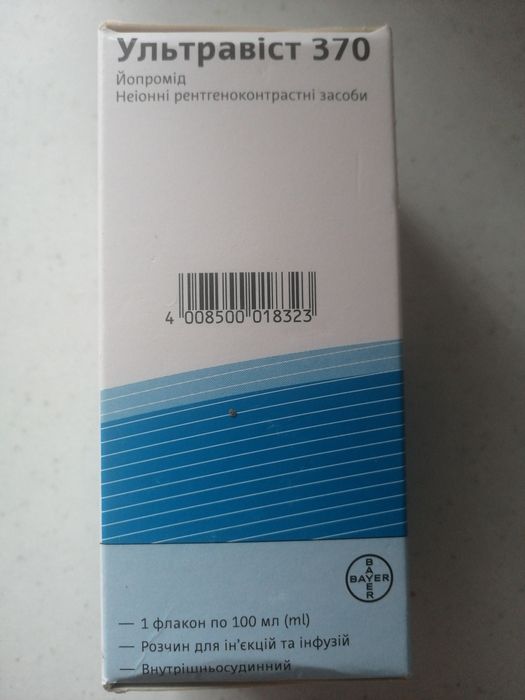 Ультравіст 370
Йопромід
Неіонні рентгеноконтрастні засоби
4 008500 018323
BAYER
BAYER
— 1 флакон по 100 мл (ml)
— Розчин для ін'єкцій та інфузій
— Внутрішньосудинний